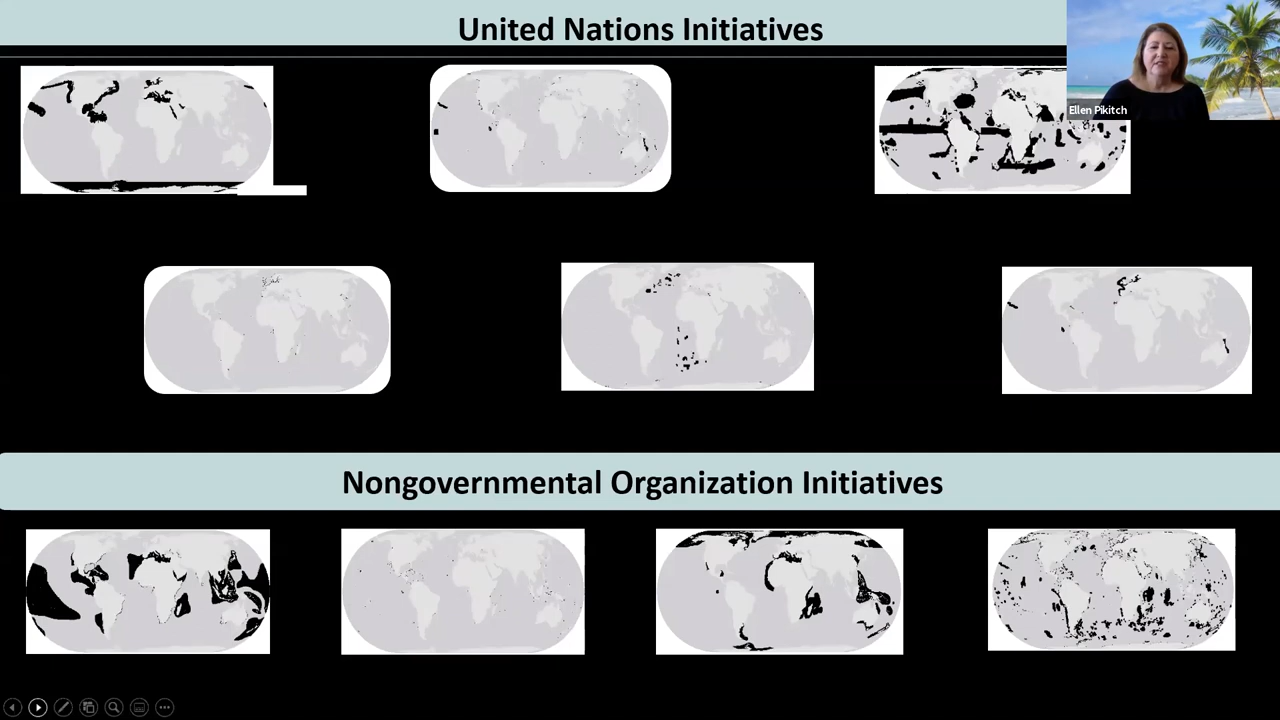 United Nations Initiatives
Ellen Pikitch
Nongovernmental Organization Initiatives